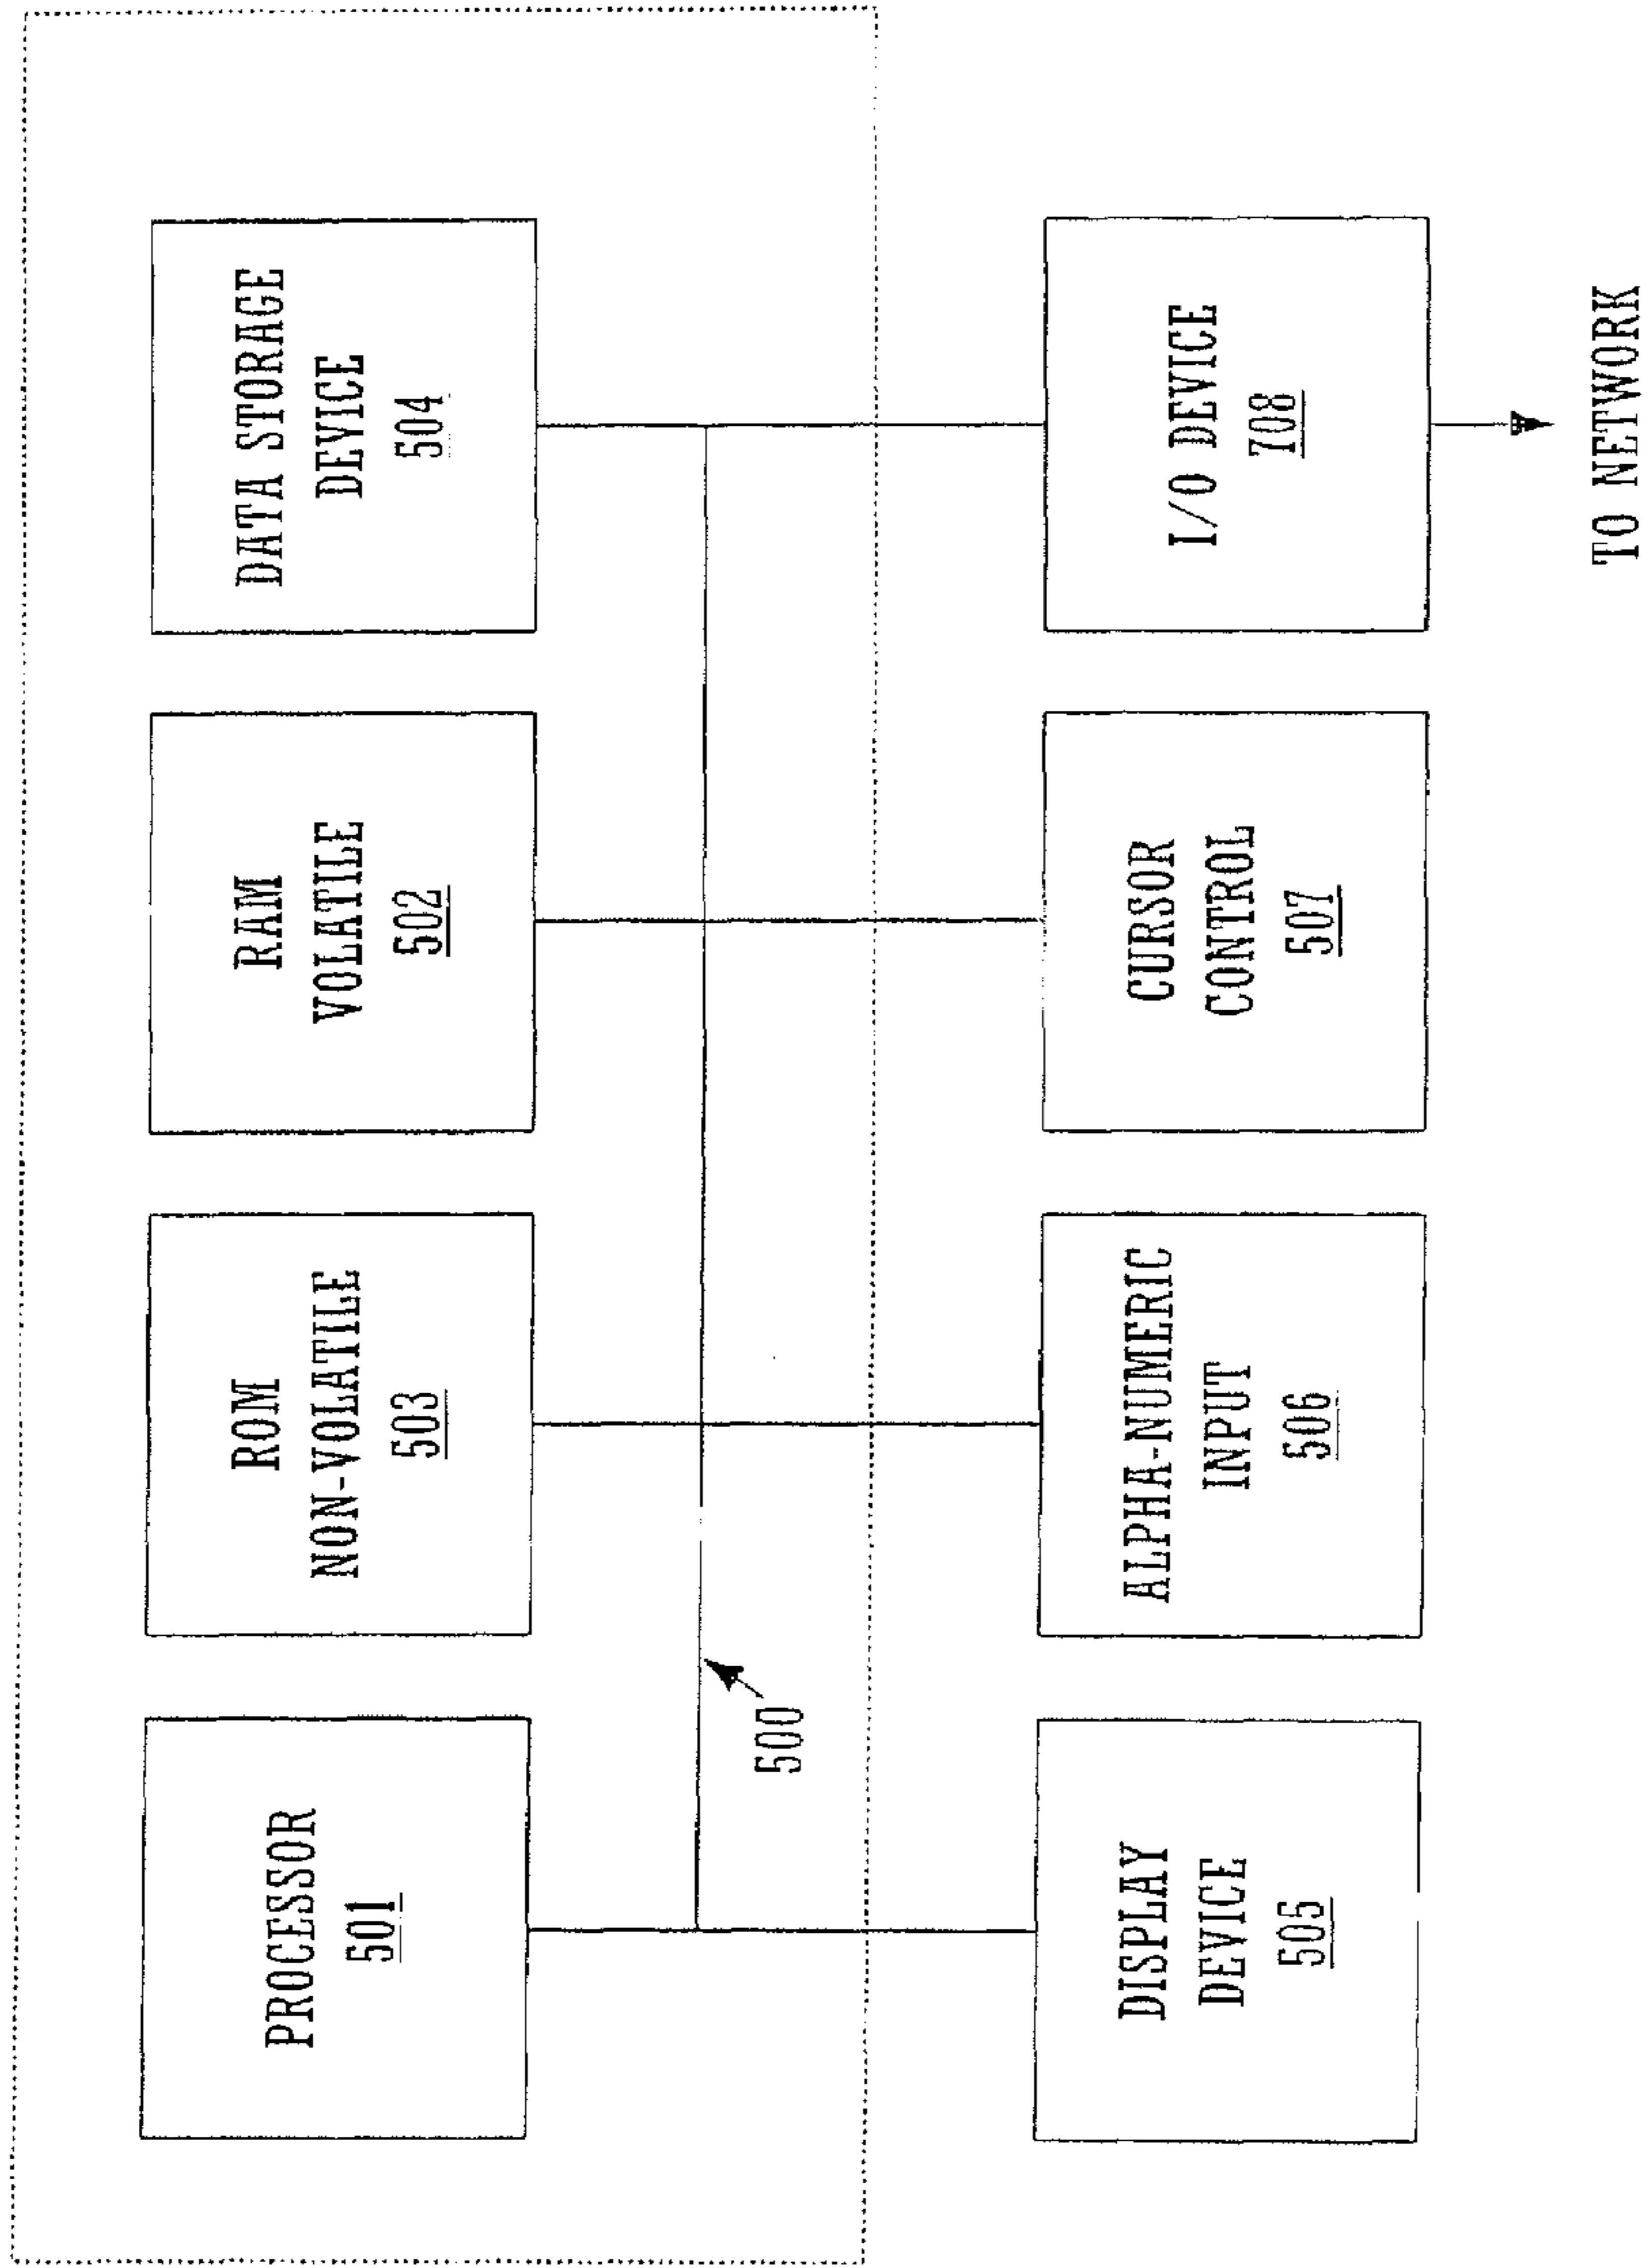 PROCESSOR
501
ROM
NON-VOLATILE
503
RAM
VOLATILE
502
DATA STORAGE
DEVICE
504
500
DISPLAY
DEVICE
505
ALPHA-NUMERIC
INPUT
506
CURSOR
CONTROL
507
I/O DEVICE
708
TO NETWORK